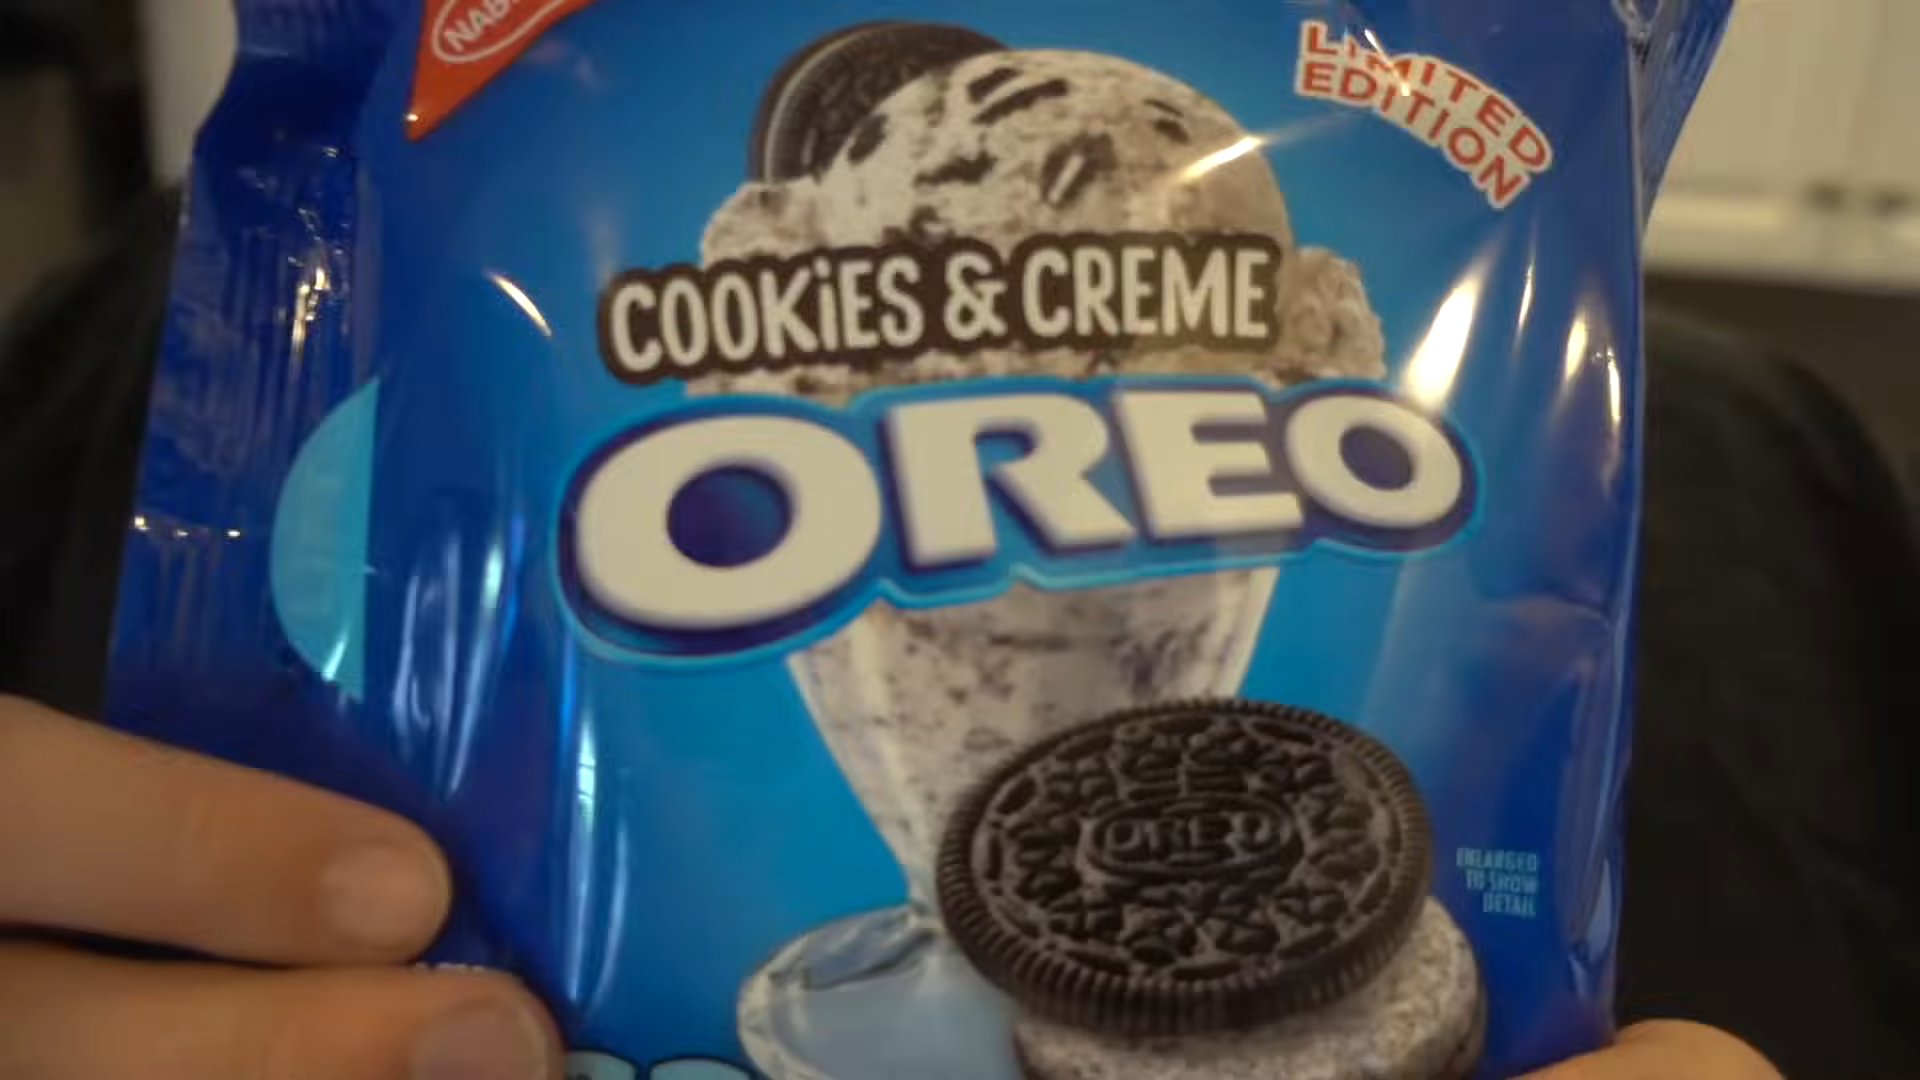 LIMITED
EDITION
COOKiES & CREME
OREO
OREO
ENLARGED
TO SHOW
DETAIL